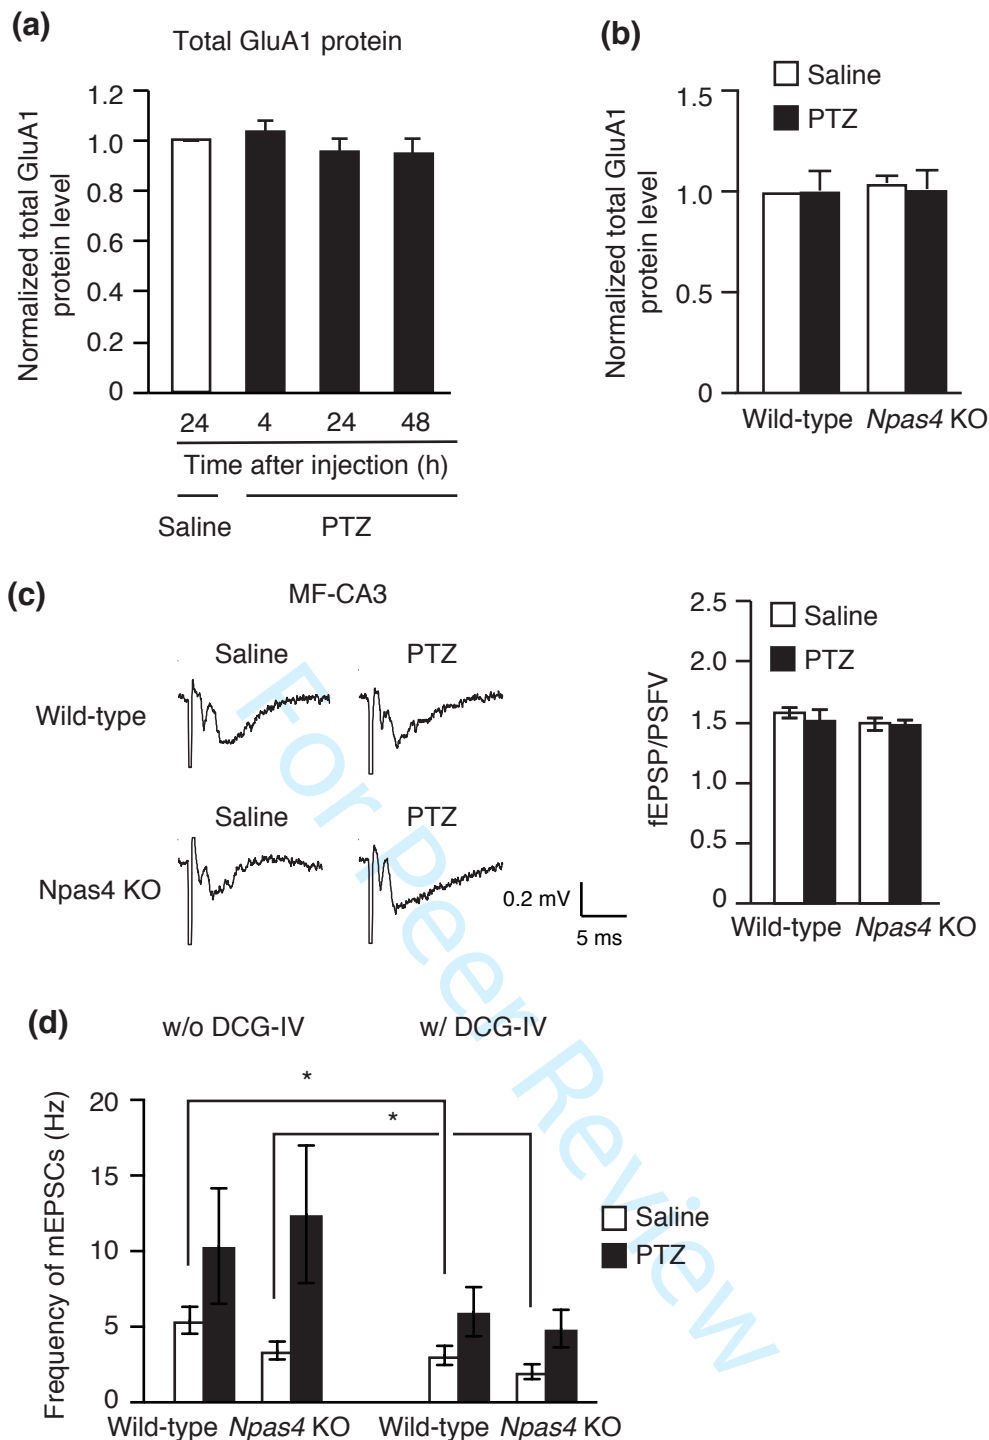 (a)
Total GluA1 protein
Normalized total GluA1
protein level
1.2
1.0
0.8
0.6
0.4
0.2
0
24 4 24 48
Time after injection (h)
Saline PTZ
(b)
Saline
PTZ
Normalized total GluA1
protein level
1.5
1.0
0.5
0
Wild-type Npas4 KO
(c)
MF-CA3
Saline PTZ
Wild-type
Saline PTZ
Npas4 KO
0.2 mV
5 ms
fEPSP/PSFV
2.5
2.0
1.5
1.0
0.5
0
Saline
PTZ
Wild-type Npas4 KO
(d)
w/o DCG-IV w/ DCG-IV
Frequency of mEPSCs (Hz)
20
15
10
5
0
*
*
Saline
PTZ
Wild-type Npas4 KO Wild-type Npas4 KO
For Peer Review